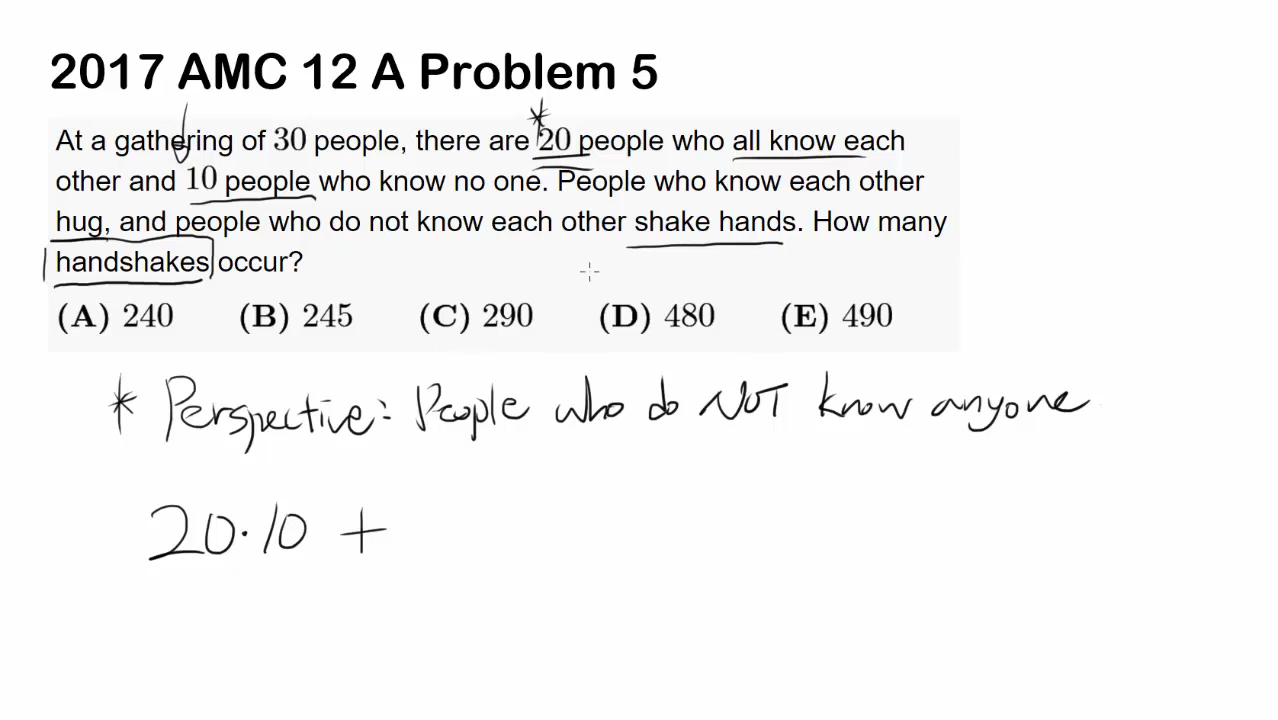 2017 AMC 12 A Problem 5
At a gathering of 30 people, there are 20 people who all know each
other and 10 people who know no one. People who know each other
hug, and people who do not know each other shake hands. How many
handshakes occur?
(A) 240 (B) 245 (C) 290 (D) 480 (E) 490
* Perspective: People who do NOT know anyone
20·10 +